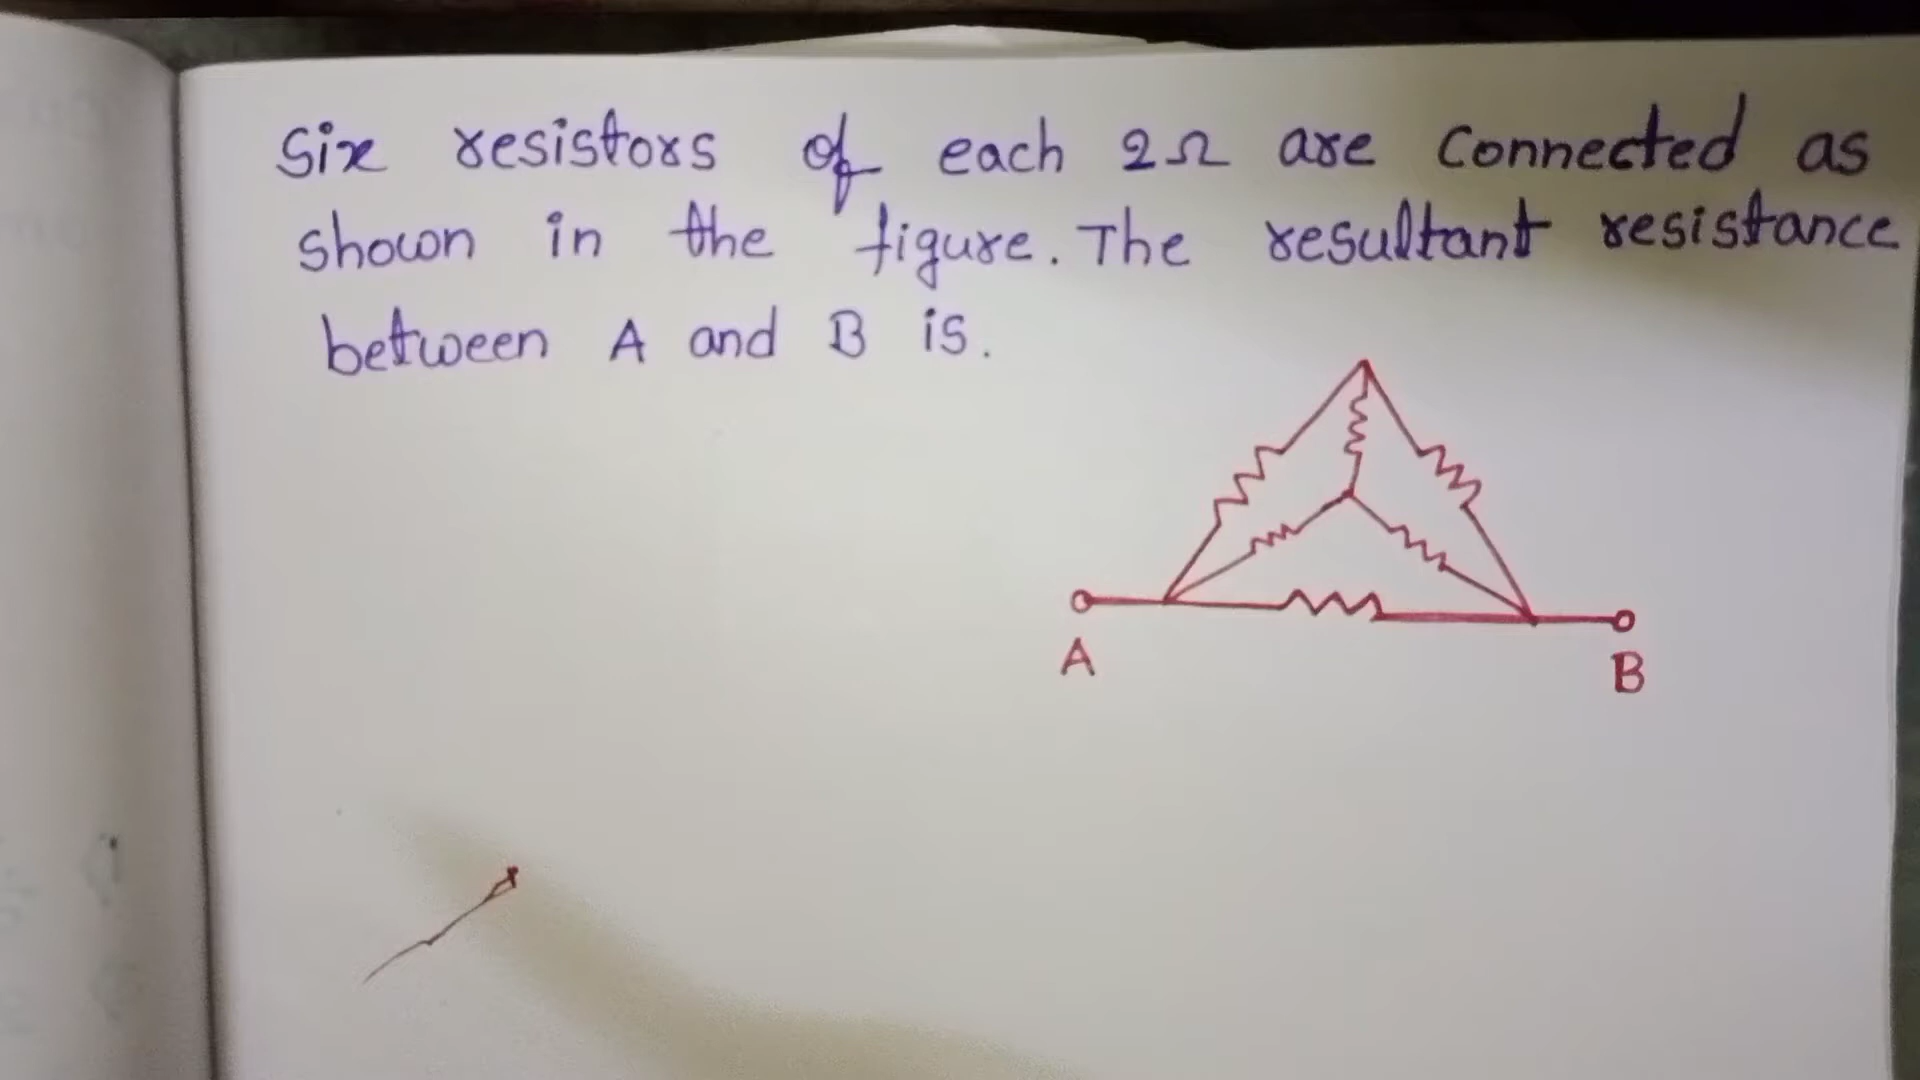 Six resistors of each 2Ω are connected as
shown in the figure. The resultant resistance
between A and B is.
A
B